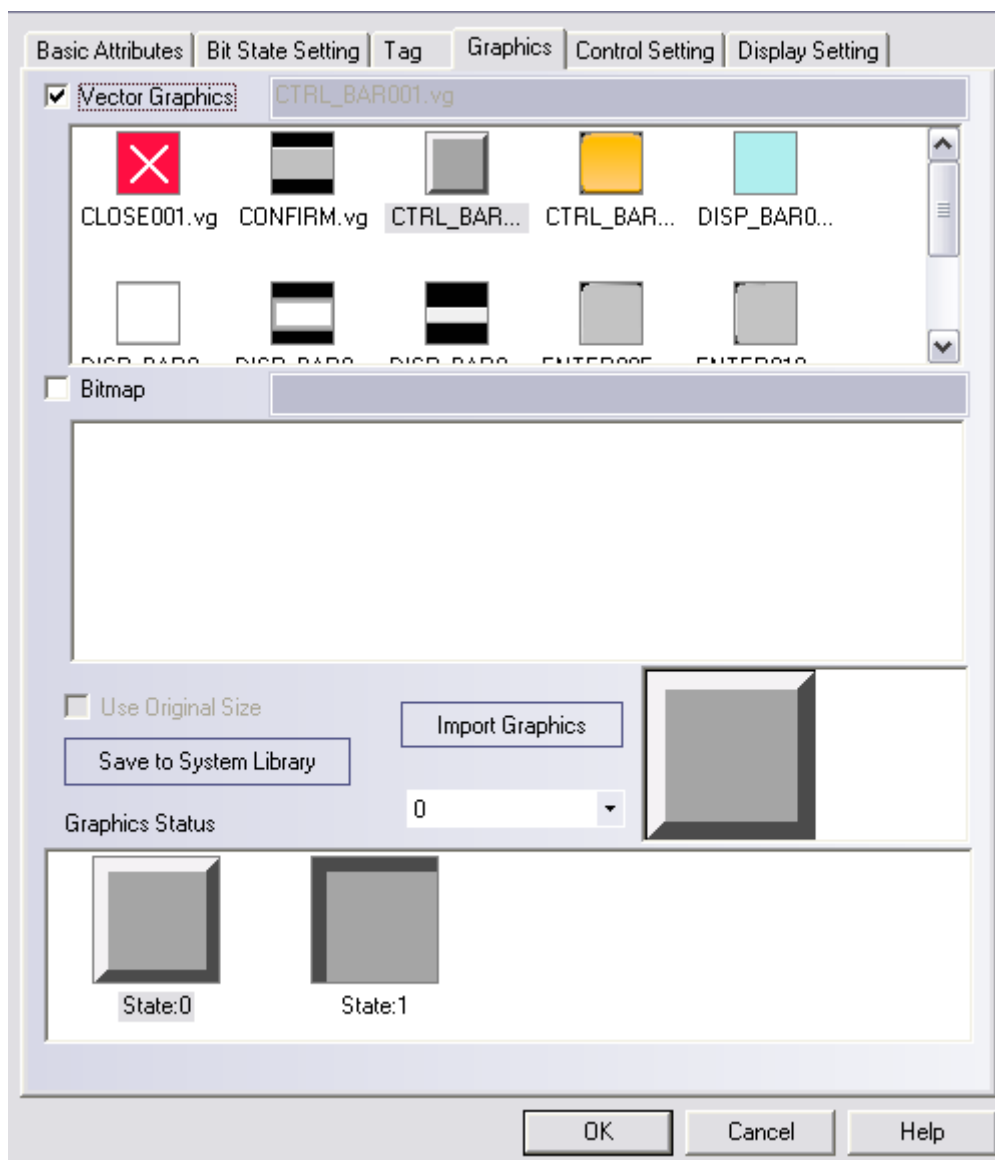 Basic Attributes Bit State Setting Tag Graphics Control Setting Display Setting
Vector Graphics CTRL_BAR001.vg
CLOSE001.vg CONFIRM.vg CTRL_BAR... CTRL_BAR... DISP_BAR0...
Bitmap
Use Original Size
Import Graphics
Save to System Library
0
Graphics Status
State:0 State:1
OK Cancel Help